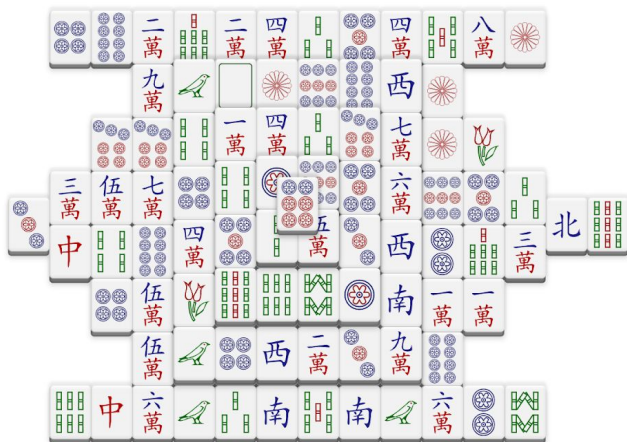 二萬 二萬 四萬 四萬 八萬
九萬 西
一萬 四萬 七萬
三萬 伍萬 七萬 六萬
北
中 四萬 伍萬 西 三萬
伍萬 南 一萬 一萬
伍萬 西 二萬 九萬
中 六萬 南 南 六萬